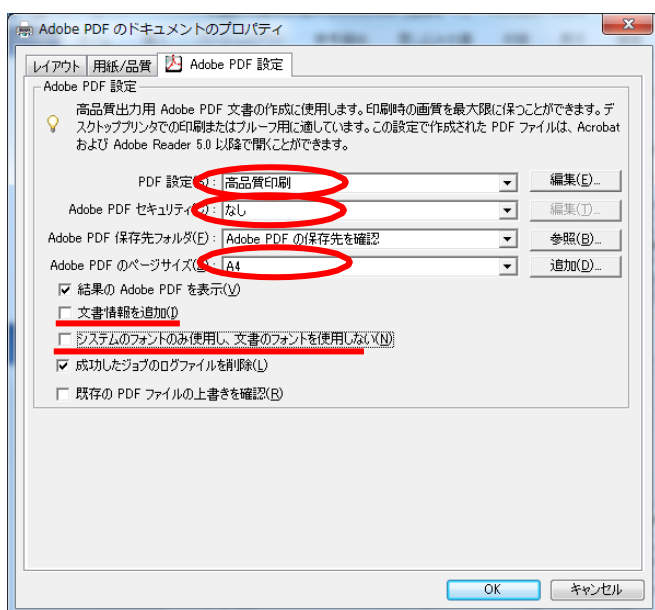 Adobe PDF のドキュメントのプロパティ
レイアウト 用紙/品質 Adobe PDF 設定
Adobe PDF 設定
高品質出力用 Adobe PDF 文書の作成に使用します。印刷時の画質を最大限に保つことができます。デ
スクトッププリンタでの印刷またはプルーフ用に適しています。この設定で作成された PDF ファイルは、Acrobat
および Adobe Reader 5.0 以降で開くことができます。
PDF 設定(S): 高品質印刷 編集(E)...
Adobe PDF セキュリティ: なし 編集(T)...
Adobe PDF 保存先フォルダ(F): Adobe PDF の保存先を確認 参照(B)...
Adobe PDF のページサイズ: A4 追加(D)...
結果の Adobe PDF を表示(V)
文書情報を追加(I)
システムのフォントのみ使用し、文書のフォントを使用しない(N)
成功したジョブのログファイルを削除(L)
既存の PDF ファイルの上書きを確認(R)
OK キャンセル